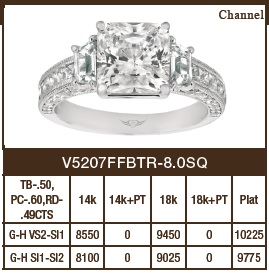 Channel
V5207FFBTR-8.0SQ
TB-.50, PC-.60,RD-.49CTS 14k 14k+PT 18k 18k+PT Plat
G-H VS2-SI1 8550 0 9450 0 10225
G-H SI1-SI2 8100 0 9025 0 9775